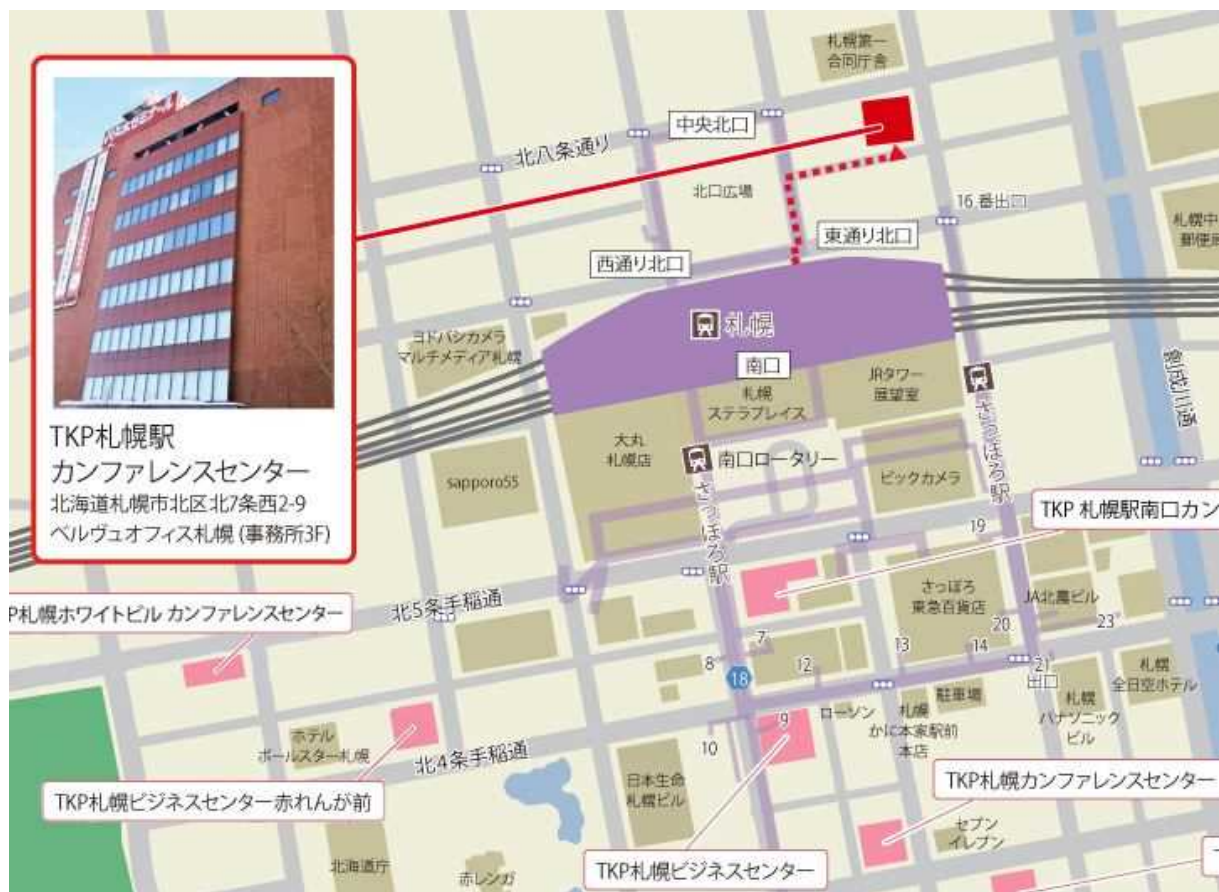 札幌第一
合同庁舎
中央北口
北八条通り
北口広場
16 番出口
東通り北口
西通り北口
札幌中
郵便局
ヨドバシカメラ
マルチメディア札幌
札幌
南口
札幌
ステラプレイス
JRタワー
展望室
創成川通
TKP札幌駅
カンファレンスセンター
北海道札幌市北区北7条西2-9
ベルヴュオフィス札幌 (事務所3F)
大丸
札幌店
南口ロータリー
さっぽろ駅
さっぽろ駅
ビックカメラ
sapporo55
TKP 札幌駅南口カン
19
P札幌ホワイトビル カンファレンスセンター
北5条手稲通
さっぽろ
東急百貨店
JA北農ビル
20
23
7
8
12
13
14
18
21
出口
札幌
全日空ホテル
駐車場
ローソン
札幌
かに本家駅前
本店
札幌
パナソニック
ビル
9
10
ホテル
ポールスター札幌
北4条手稲通
日本生命
札幌ビル
TKP札幌ビジネスセンター赤れんが前
TKP札幌カンファレンスセンター
セブン
イレブン
北海道庁
赤レンガ
TKP札幌ビジネスセンター